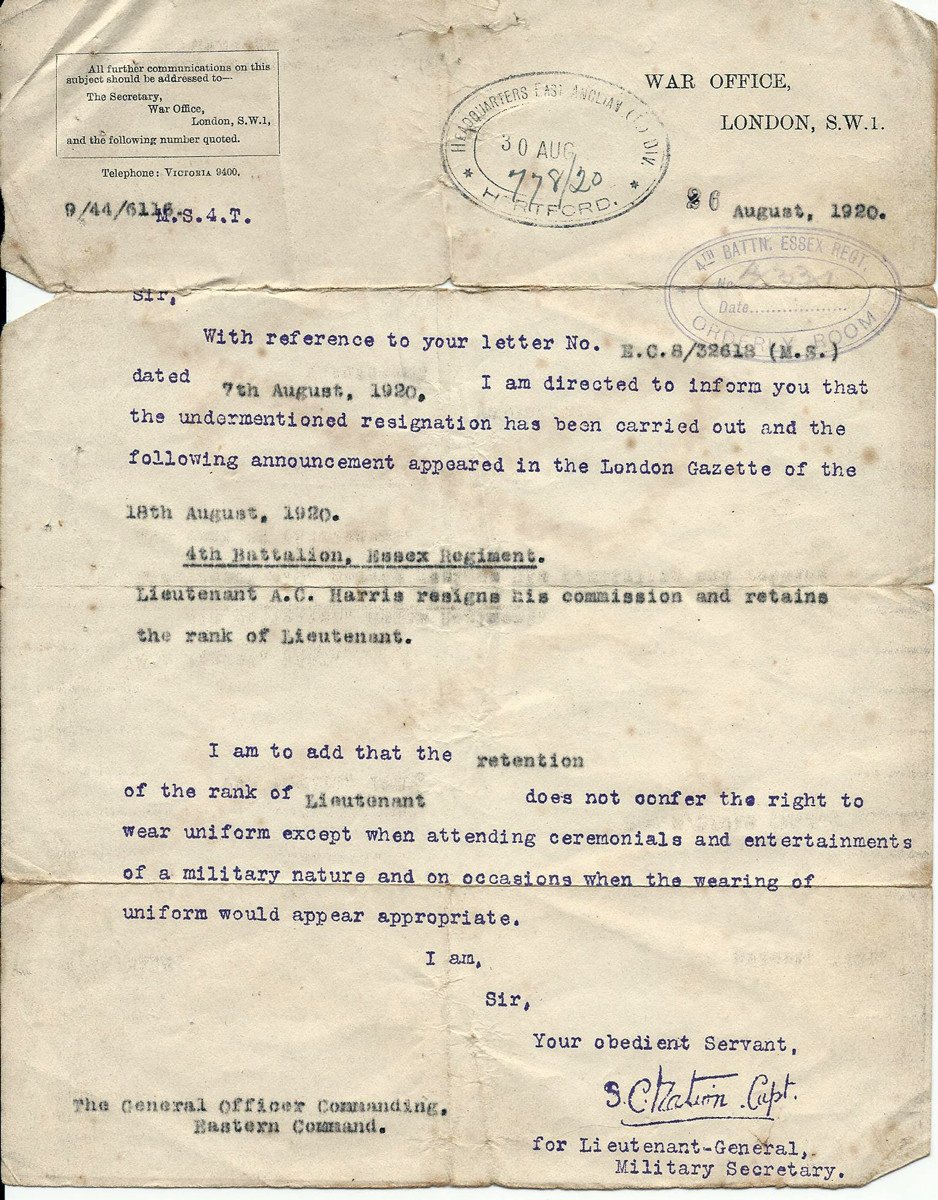 All further communications on this
subject should be addressed to—
The Secretary,
War Office,
London, S.W.1,
and the following number quoted.
Telephone: VICTORIA 9400.
9/44/6116.
M.S.4.T.
HEADQUARTERS EAST ANGLIAN (T.) DIV.
30 AUG
778/20
HERTFORD.
WAR OFFICE,
LONDON, S.W.1.
26 August, 1920.
4TH BATTN. ESSEX REGT.
No.
Date
ORDERLY ROOM
Sir,
With reference to your letter No. E.C.8/32618 (M.S.)
dated 7th August, 1920, I am directed to inform you that
the undermentioned resignation has been carried out and the
following announcement appeared in the London Gazette of the
18th August, 1920.
4th Battalion, Essex Regiment.
Lieutenant A.C. Harris resigns his commission and retains
the rank of Lieutenant.
I am to add that the retention
of the rank of Lieutenant does not confer the right to
wear uniform except when attending ceremonials and entertainments
of a military nature and on occasions when the wearing of
uniform would appear appropriate.
I am,
Sir,
Your obedient Servant,
Capt.
for Lieutenant-General,
Military Secretary.
The General Officer Commanding,
Eastern Command.